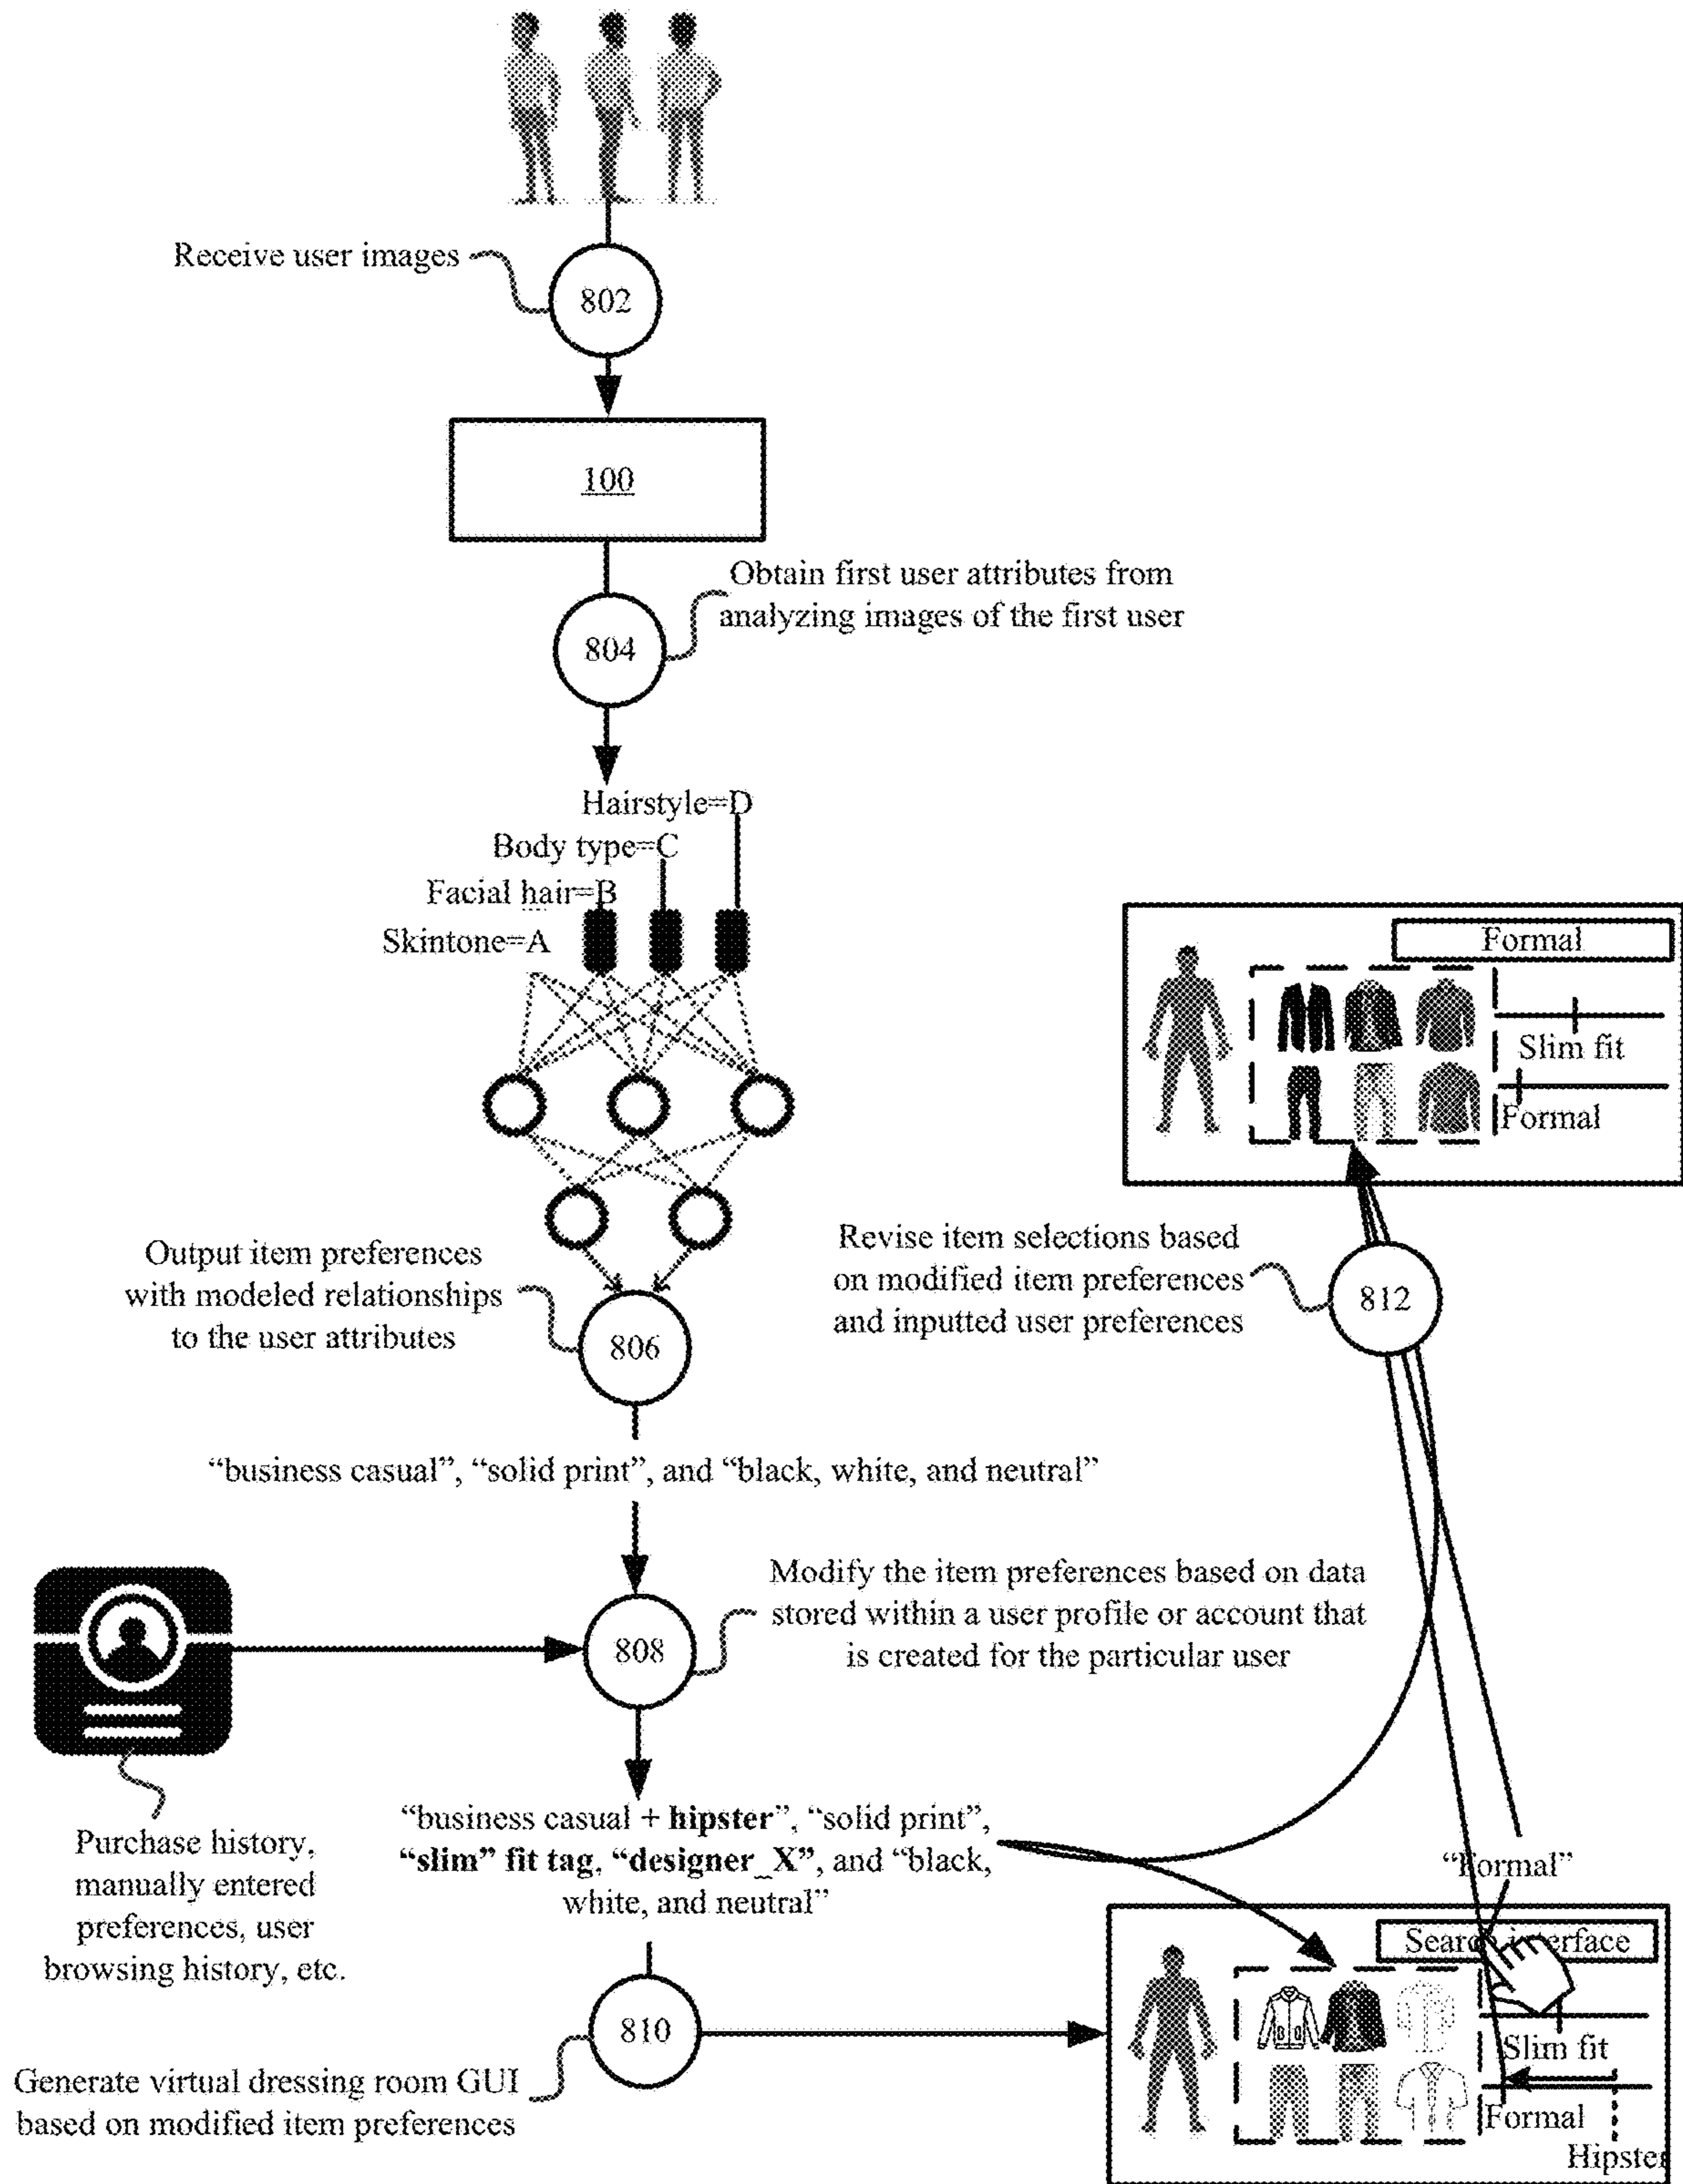 Receive user images
802
100
Obtain first user attributes from
analyzing images of the first user
804
Hairstyle=D
Body type=C
Facial hair=B
Skintone=A
Formal
Slim fit
Formal
Output item preferences
with modeled relationships
to the user attributes
806
Revise item selections based
on modified item preferences
and inputted user preferences
812
“business casual”, “solid print”, and “black, white, and neutral”
Modify the item preferences based on data
stored within a user profile or account that
is created for the particular user
808
Purchase history,
manually entered
preferences, user
browsing history, etc.
“business casual + hipster”, “solid print”,
“slim” fit tag, “designer_X”, and “black,
white, and neutral”
“Formal”
Search interface
Slim fit
Formal
Hipster
810
Generate virtual dressing room GUI
based on modified item preferences